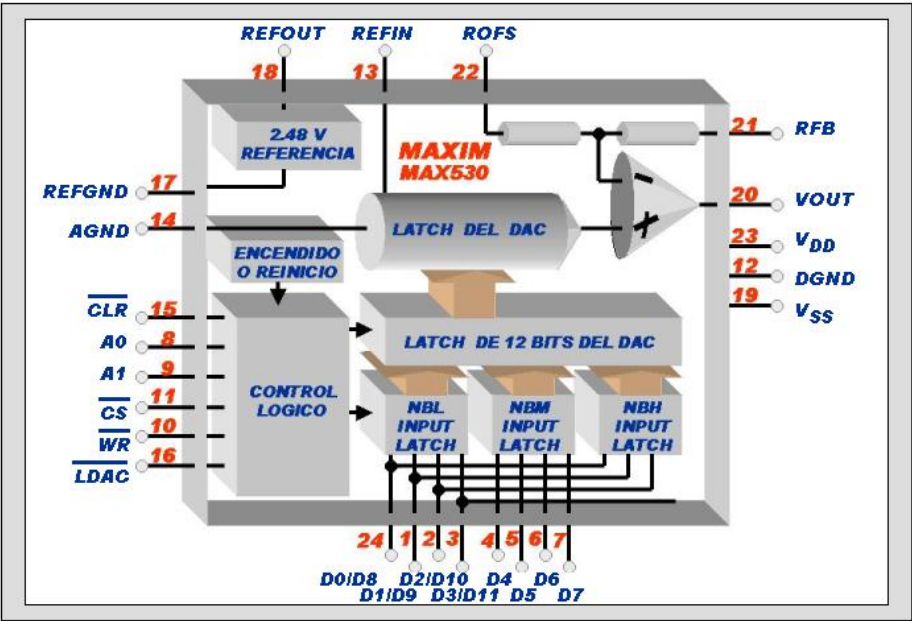 REFOUT REFIN ROFS
18 13 22
2.48 V
REFERENCIA
MAXIM
MAX530
21 RFB
REFGND 17
20 VOUT
AGND 14
LATCH DEL DAC
23 VDD
ENCENDIDO
O REINICIO
12 DGND
19 VSS
CLR 15
A0 8
LATCH DE 12 BITS DEL DAC
A1 9
CONTROL
LOGICO
CS 11
NBL
INPUT
LATCH
NBM
INPUT
LATCH
NBH
INPUT
LATCH
WR 10
LDAC 16
24 1 2 3 4 5 6 7
D0/D8 D2/D10 D4 D6
D1/D9 D3/D11 D5 D7